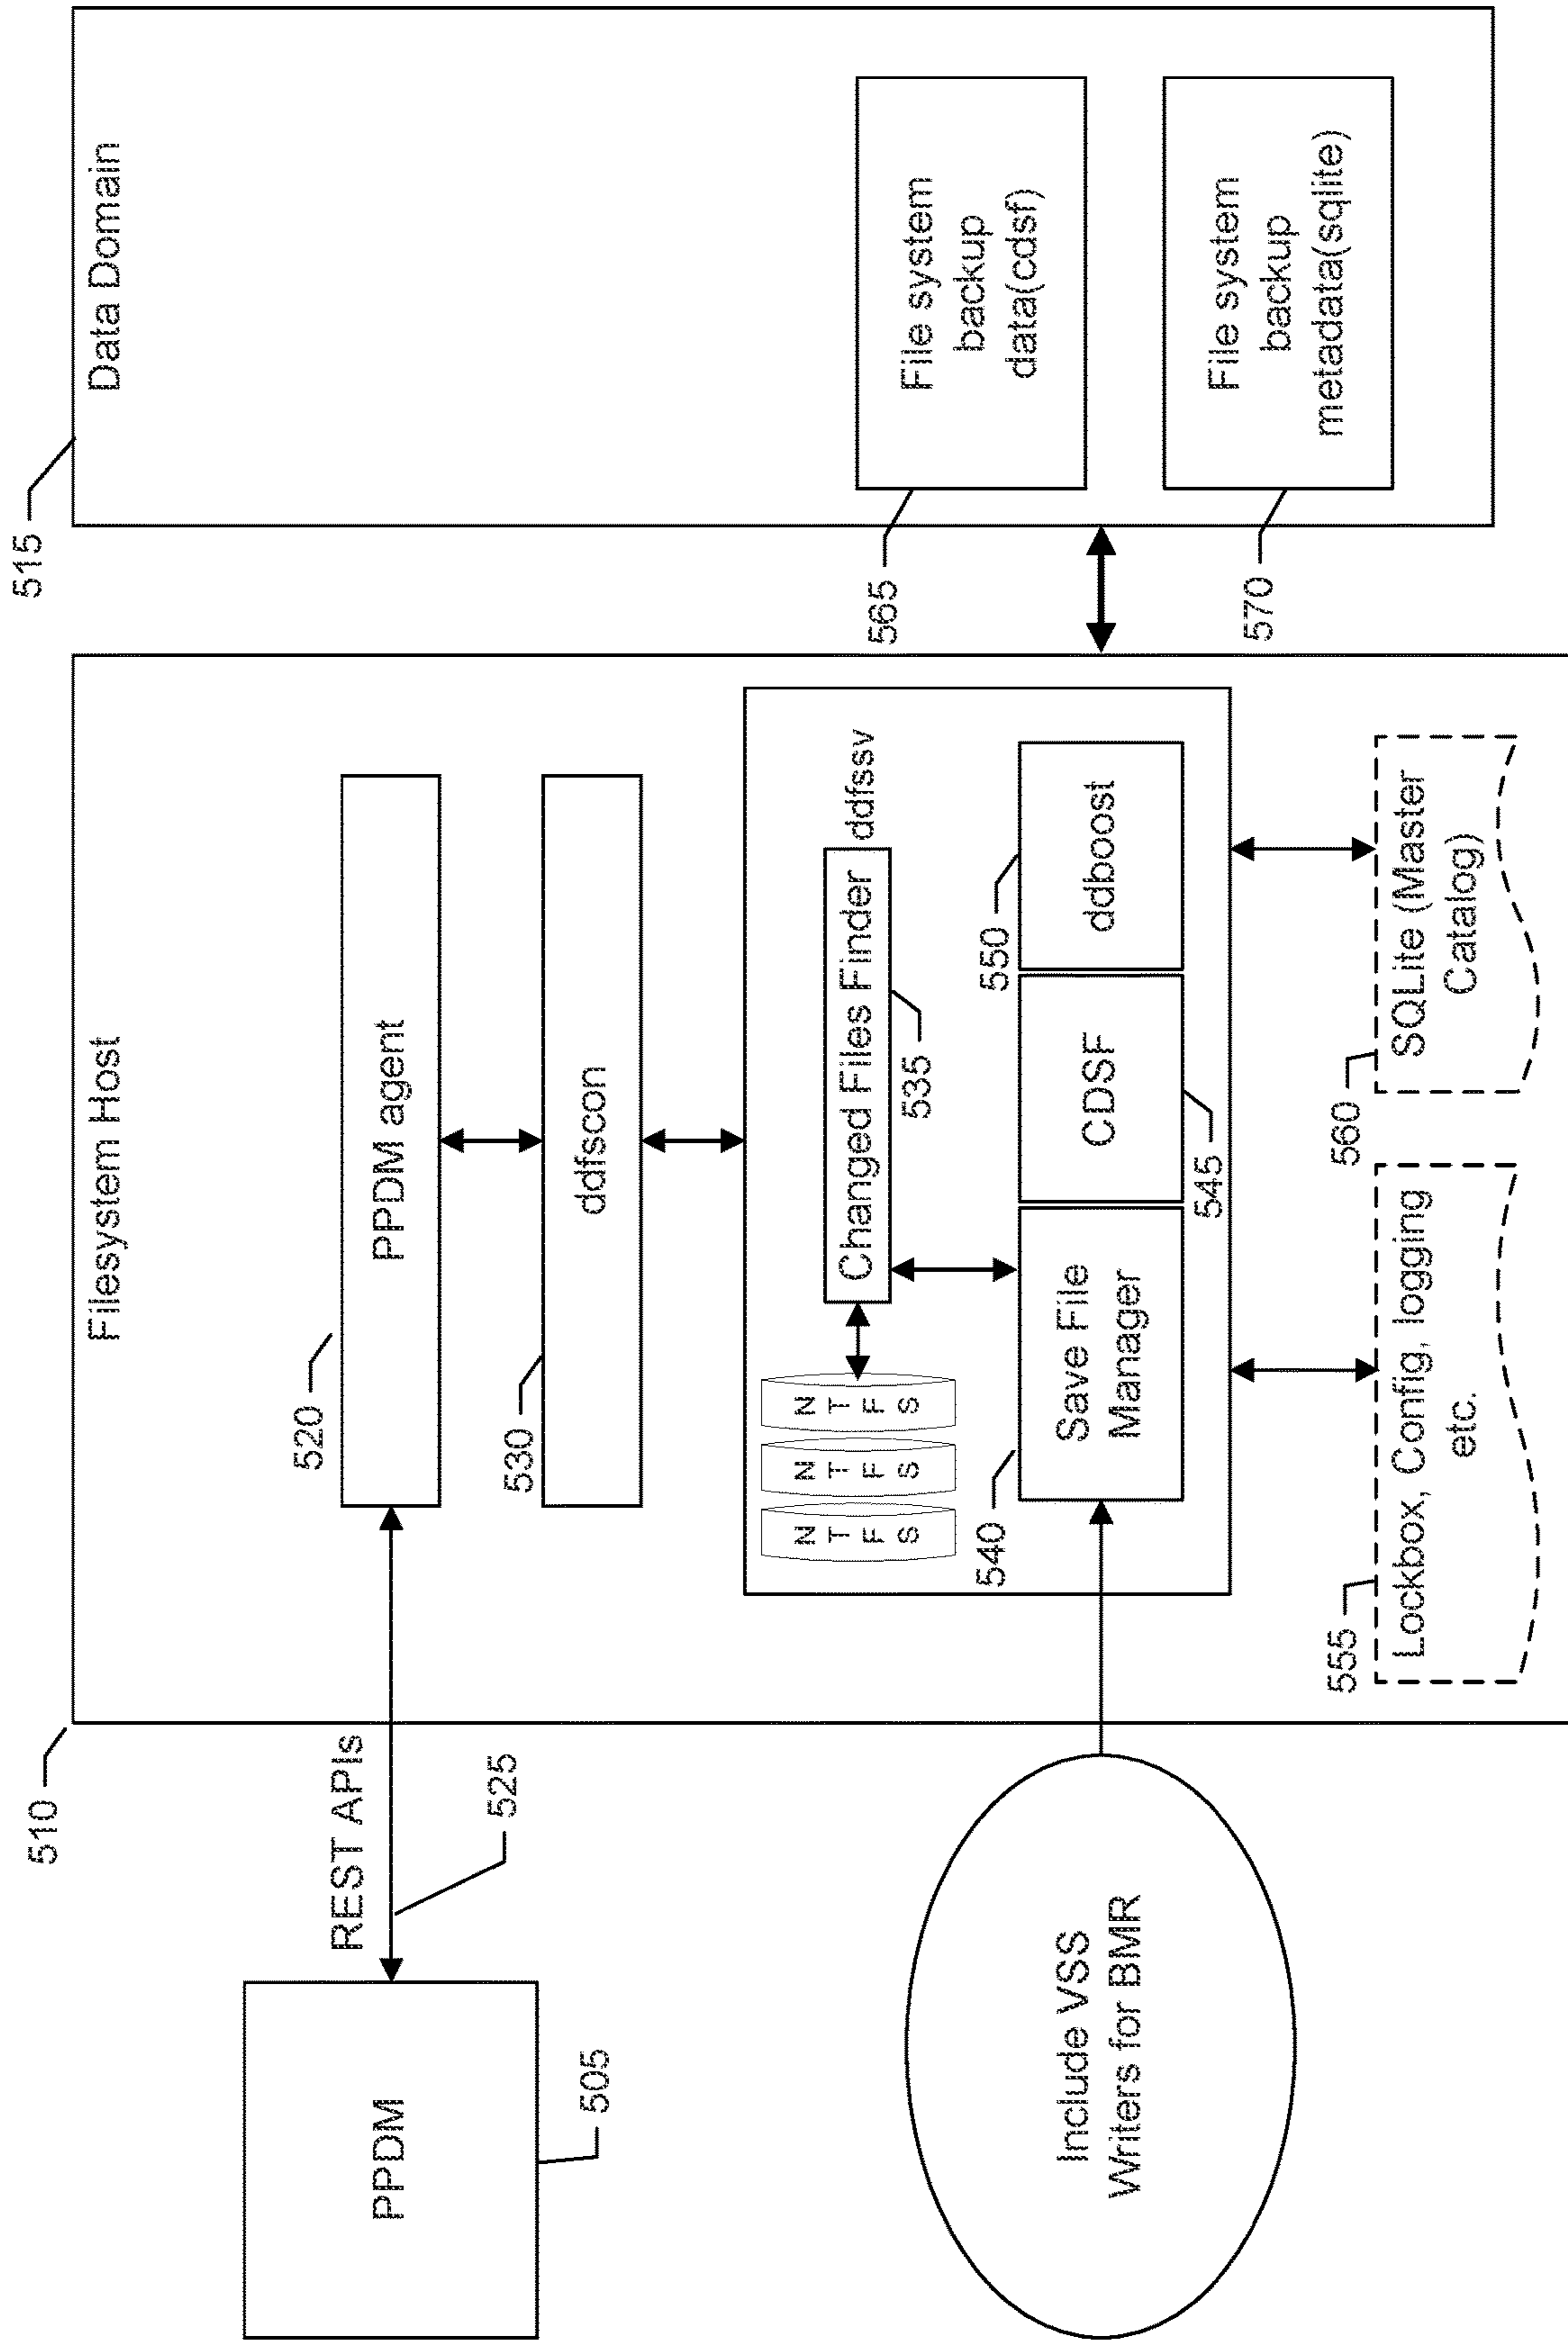 510
515
Filesystem Host
Data Domain
REST APIs
525
PPDM
505
520
PPDM agent
530
ddfscon
N
T
F
S
N
T
F
S
N
T
F
S
Changed Files Finder
ddfssv
535
540
Save File
Manager
CDSF
545
550
ddboost
Include VSS
Writers for BMR
555
Lockbox, Config, logging
etc.
560
SQLite (Master
Catalog)
565
File system
backup
data(cdsf)
570
File system
backup
metadata(sqlite)